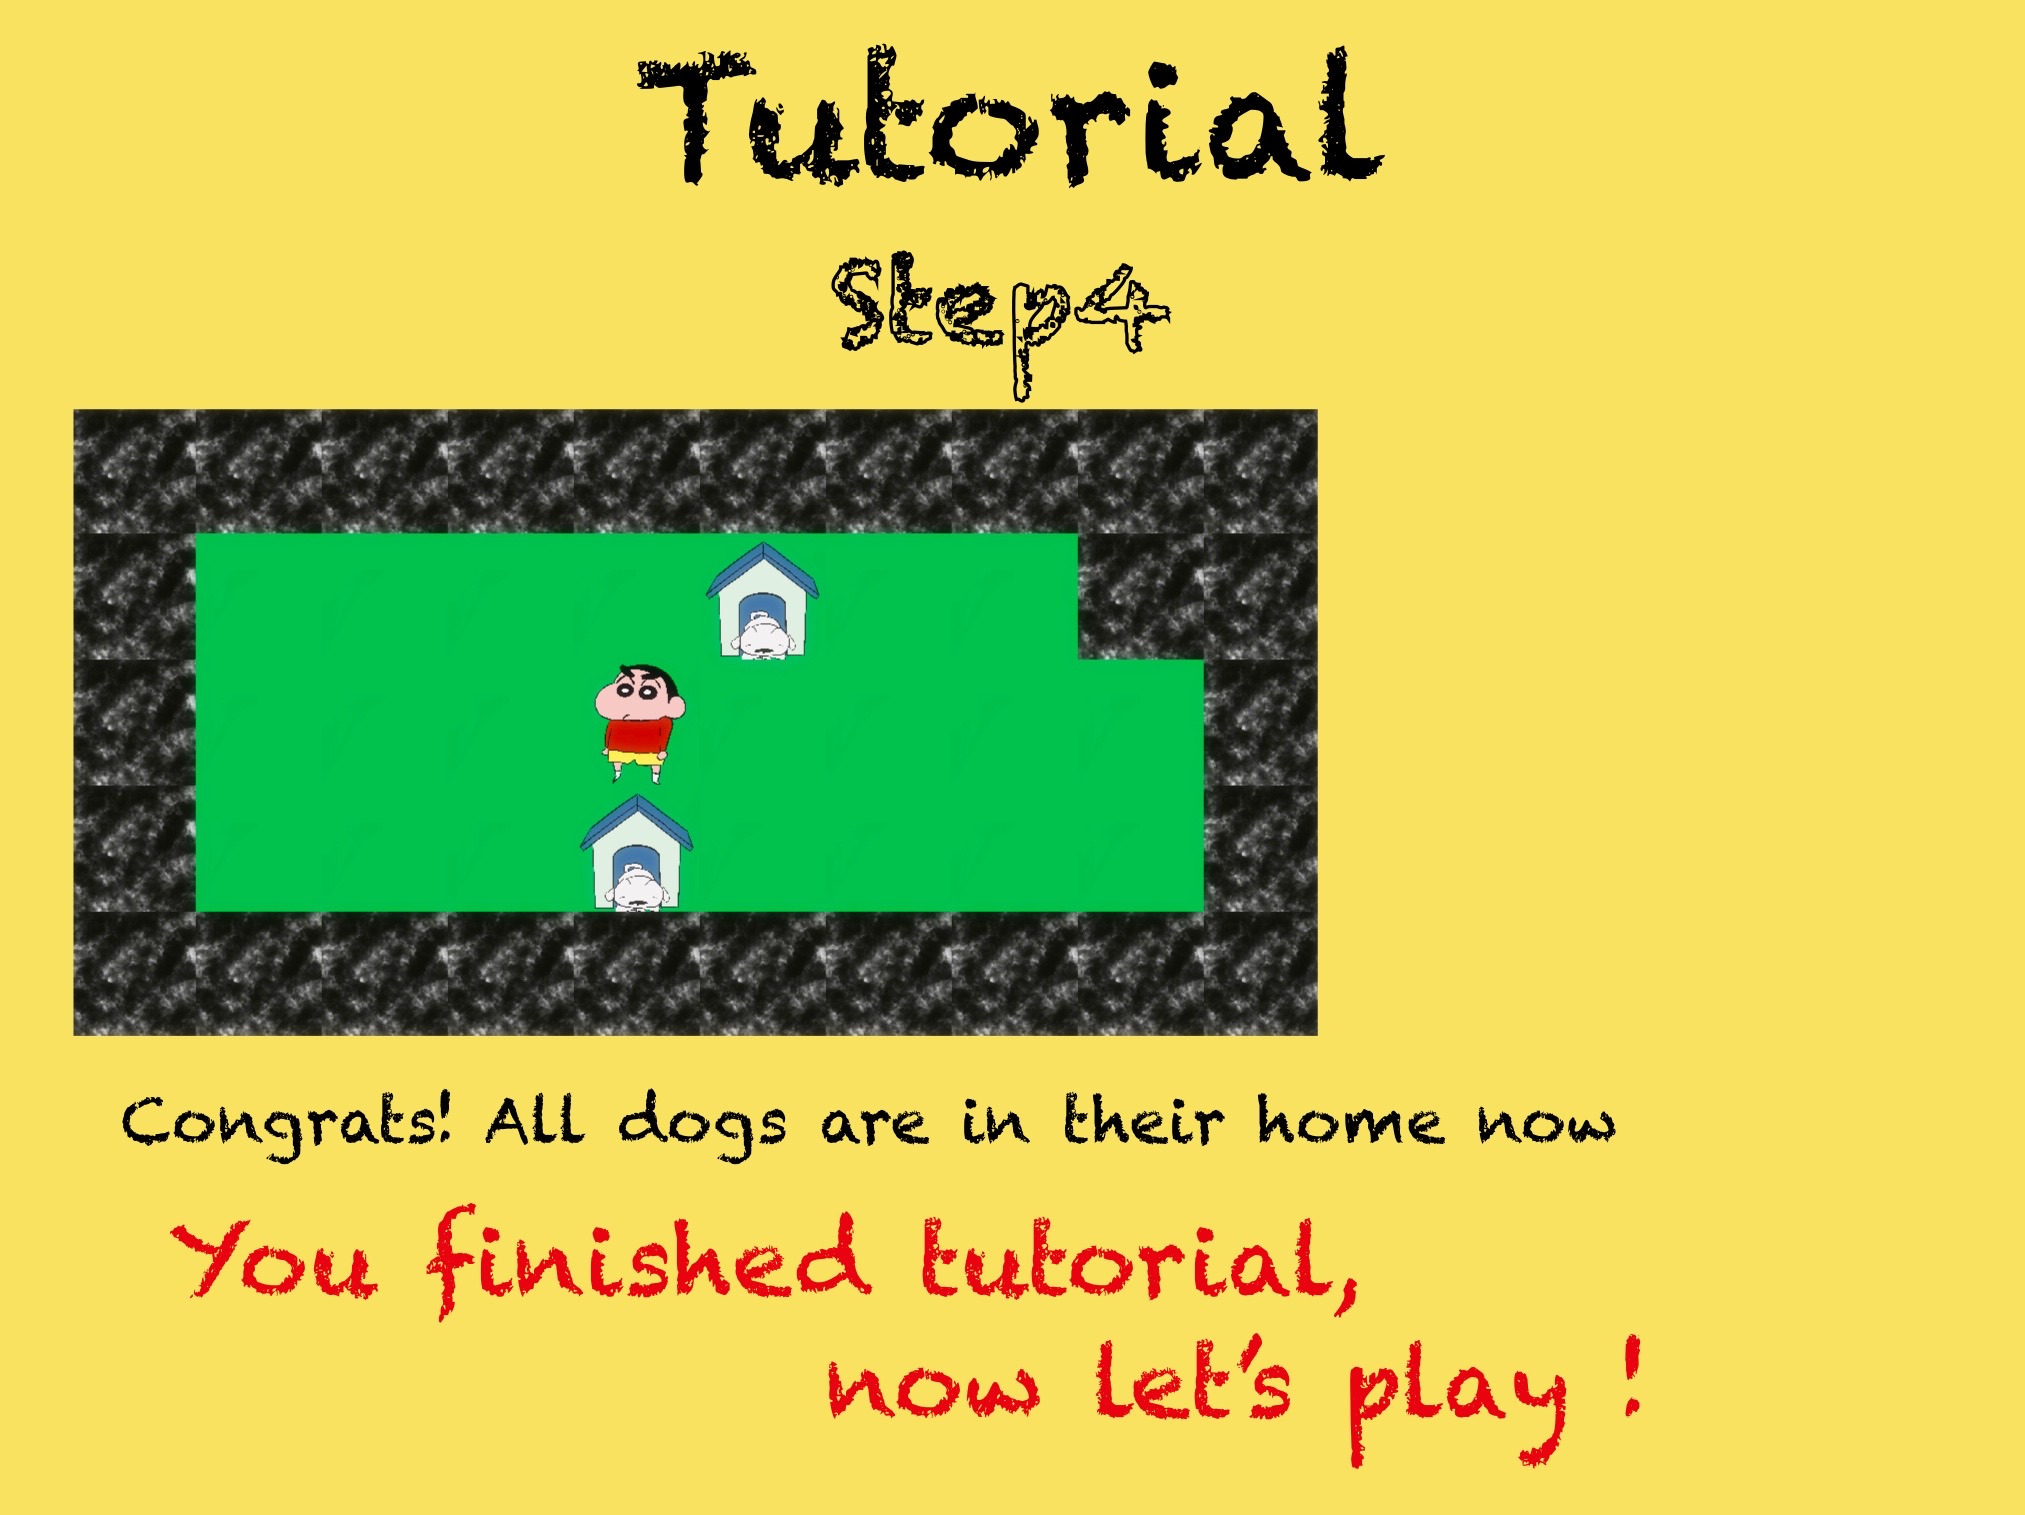 Tutorial
Step4
Congrats! All dogs are in their home now
You finished tutorial,
now let's play !